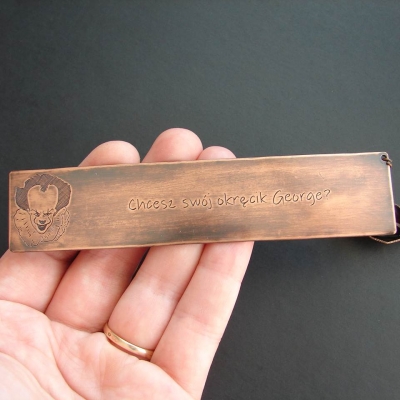 Chcesz swój okręcik George?